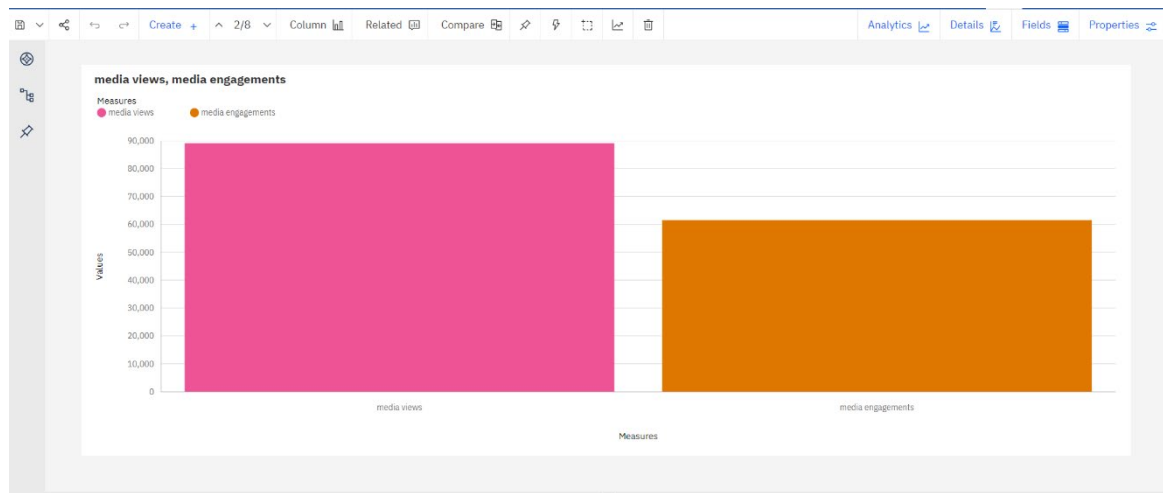 Create + 2/8 Column Related Compare Analytics Details Fields Properties
media views, media engagements
Measures
media views media engagements
90,000
80,000
70,000
60,000
50,000
40,000
30,000
20,000
10,000
0
Values
media views media engagements
Measures